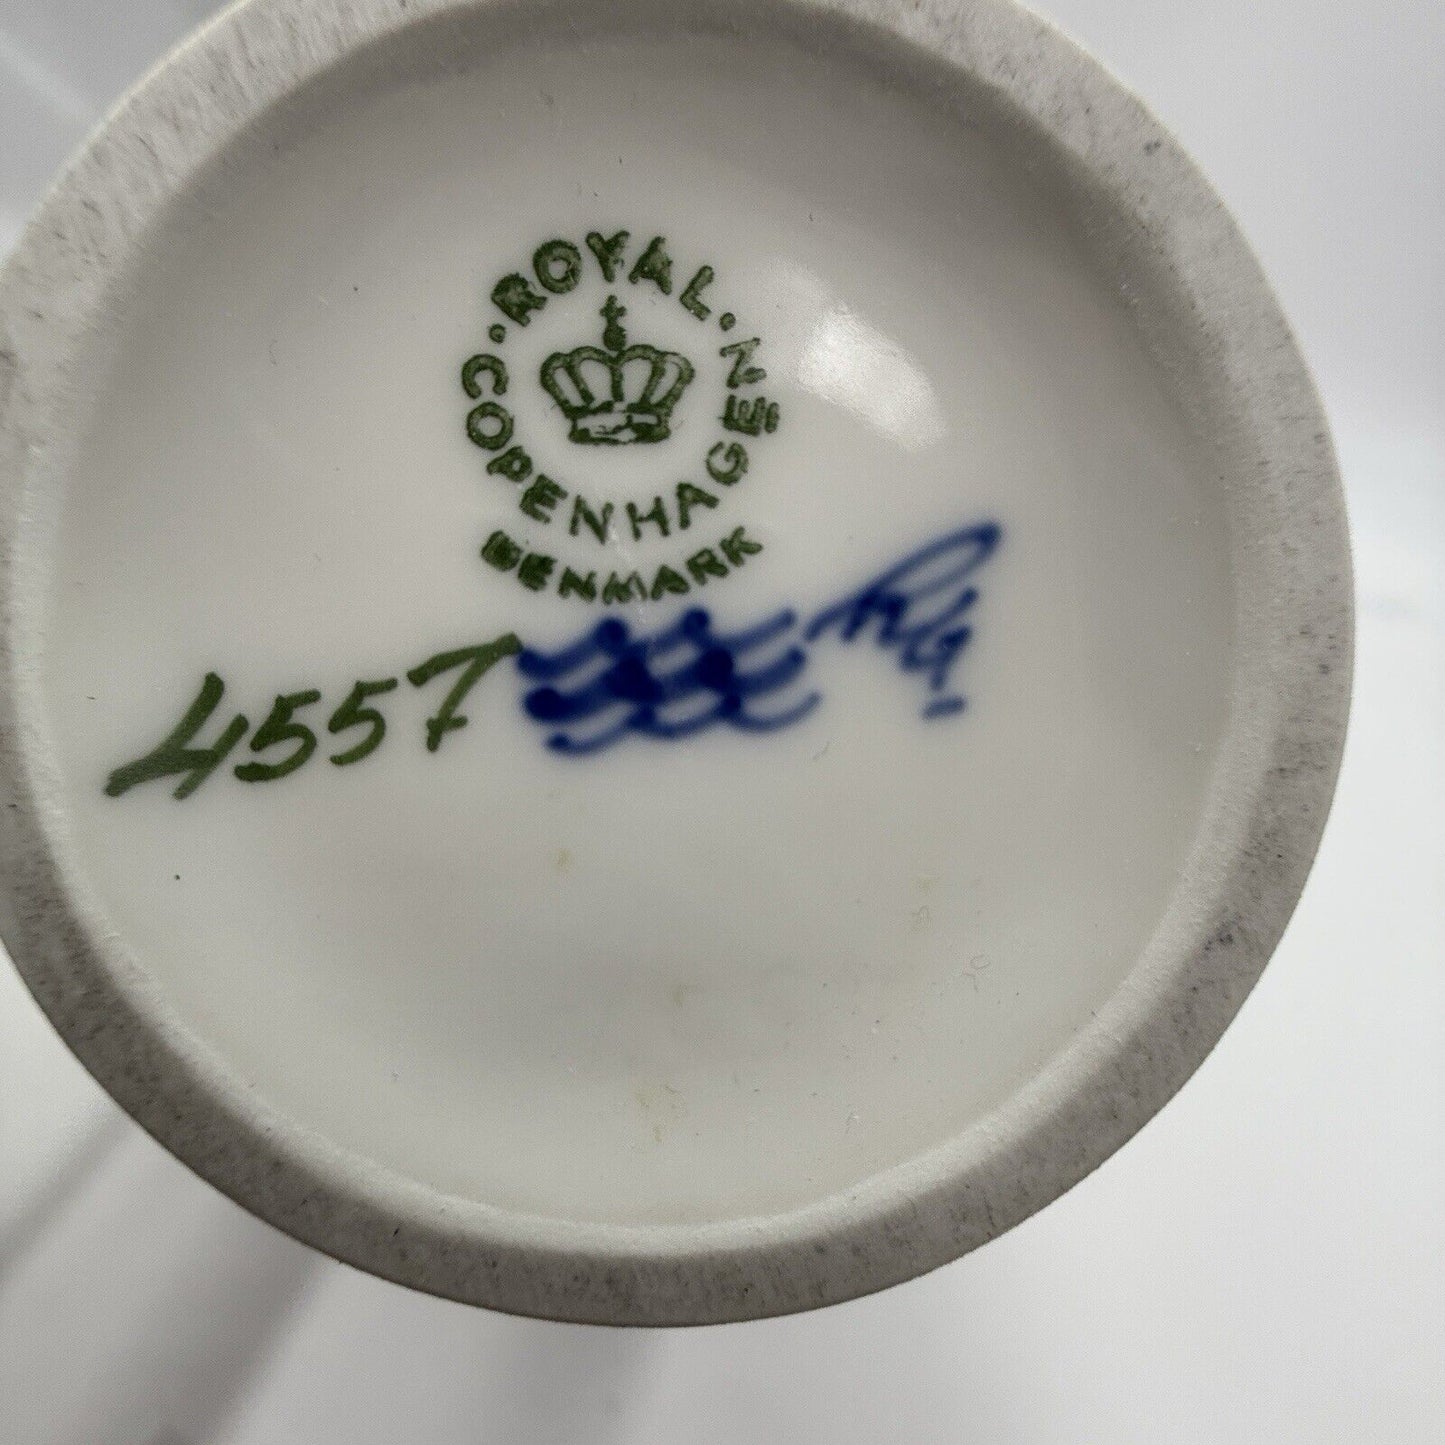 ROYAL · COPENHAGEN ·
DENMARK
4557